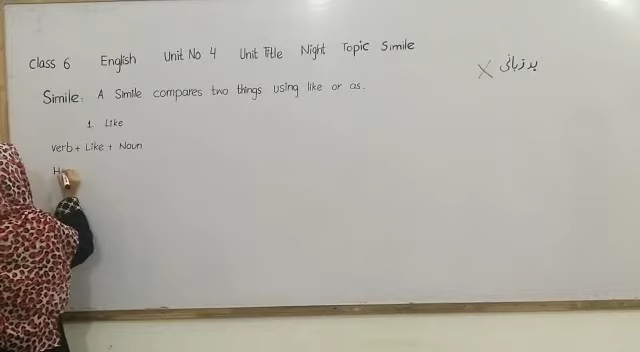 Class 6 English Unit No 4 Unit Title Night Topic Simile
× بدزبانی
Simile: A Simile compares two things using like or as.
1. Like
Verb + Like + Noun
H